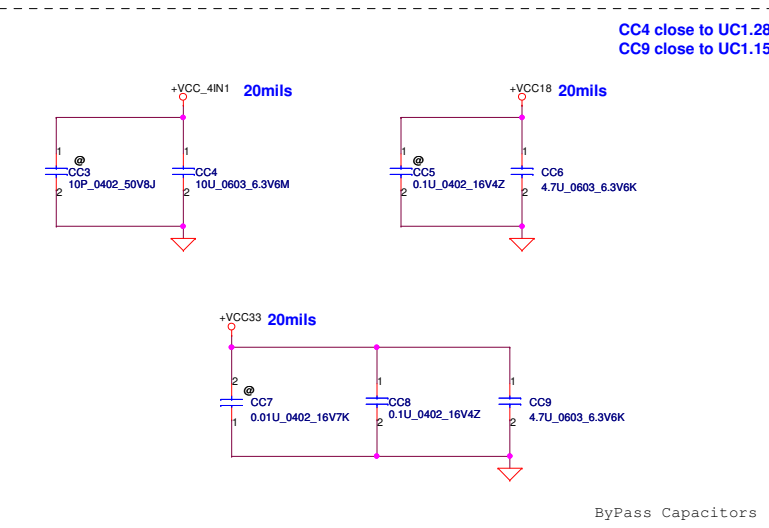 CC4 close to UC1.28
CC9 close to UC1.15
+VCC_4IN1 20mils
+VCC18 20mils
1 1 1 1
@ @
CC3 CC4 CC5 CC6
10P_0402_50V8J 10U_0603_6.3V6M 0.1U_0402_16V4Z 4.7U_0603_6.3V6K
2 2 2 2
+VCC33 20mils
2 1 1
@
CC7 CC8 CC9
0.01U_0402_16V7K 0.1U_0402_16V4Z 4.7U_0603_6.3V6K
1 2 2
ByPass Capacitors